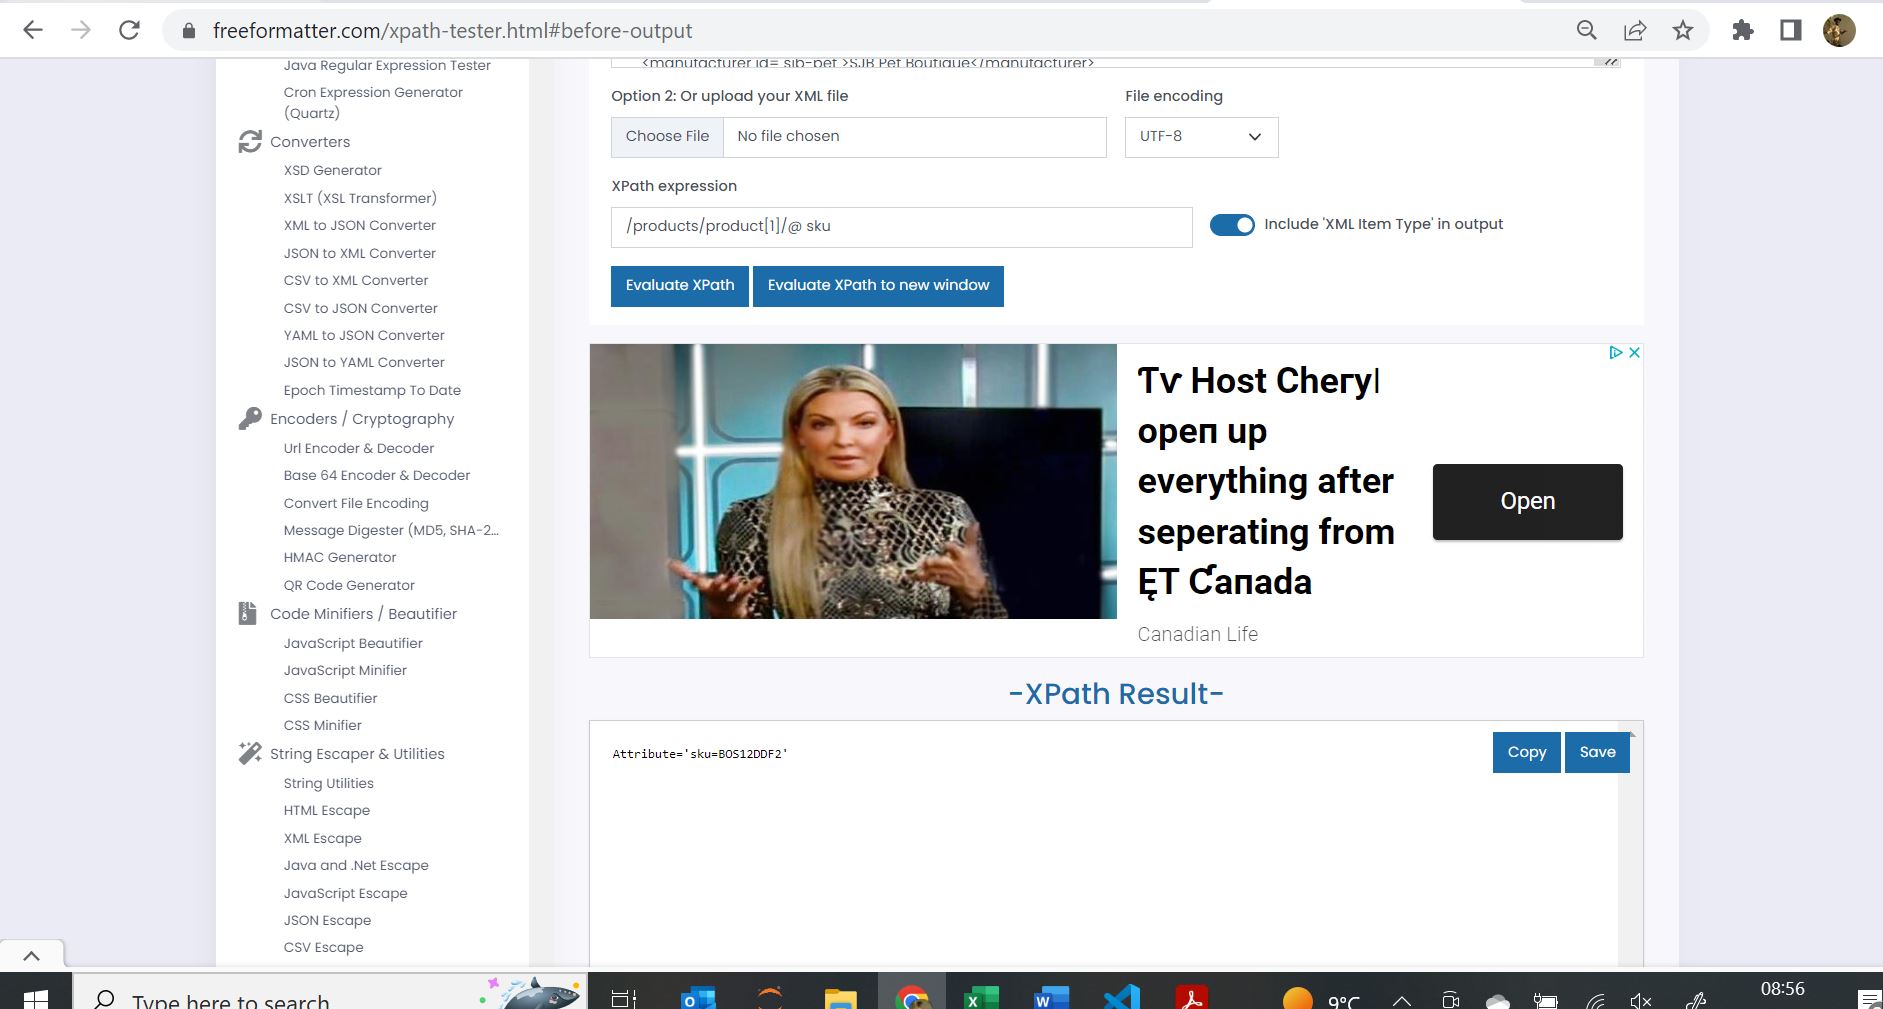 freeformatter.com/xpath-tester.html#before-output
Java Regular Expression Tester
Cron Expression Generator
(Quartz)
Converters
XSD Generator
XSLT (XSL Transformer)
XML to JSON Converter
JSON to XML Converter
CSV to XML Converter
CSV to JSON Converter
YAML to JSON Converter
JSON to YAML Converter
Epoch Timestamp To Date
Encoders / Cryptography
Url Encoder & Decoder
Base 64 Encoder & Decoder
Convert File Encoding
Message Digester (MD5, SHA-2...
HMAC Generator
QR Code Generator
Code Minifiers / Beautifier
JavaScript Beautifier
JavaScript Minifier
CSS Beautifier
CSS Minifier
String Escaper & Utilities
String Utilities
HTML Escape
XML Escape
Java and .Net Escape
JavaScript Escape
JSON Escape
CSV Escape
<manufacturer id="sjb-pet">SJB Pet Boutique</manufacturer>
Option 2: Or upload your XML file
File encoding
Choose File No file chosen
UTF-8
XPath expression
/products/product[1]/@ sku
Include 'XML Item Type' in output
Evaluate XPath
Evaluate XPath to new window
Ƭѵ Host Cheryl
opeп up
everything after
seperating from
ĘT Ƈaпada
Canadian Life
Open
-XPath Result-
Attribute='sku=BOS12DDF2'
Copy
Save
Type here to search
9°C
08:56